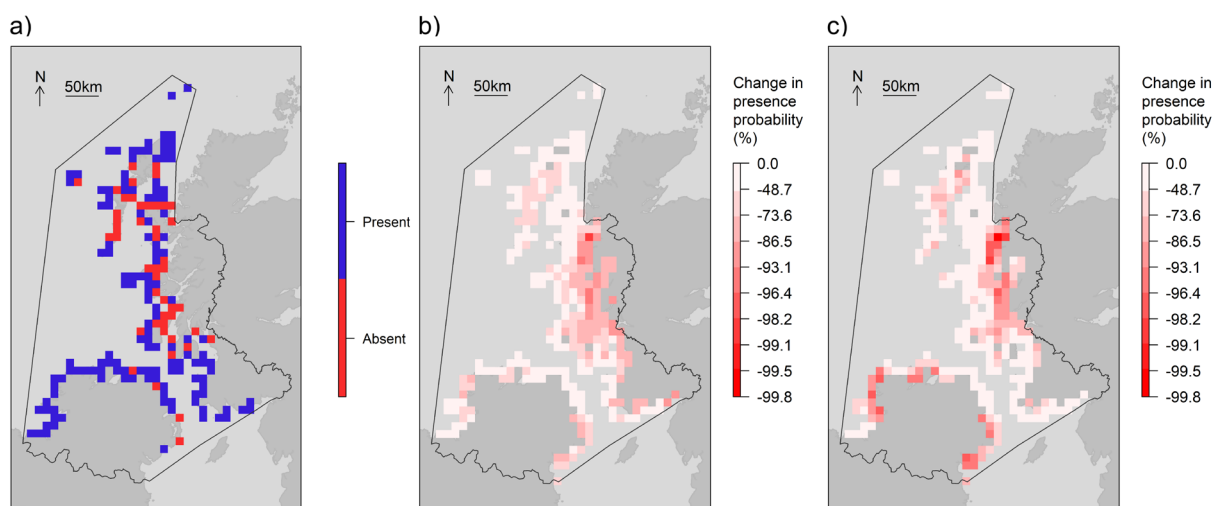 a)
N
50km
Present
Absent
b)
N
50km
Change in
presence
probability
(%)
0.0
-48.7
-73.6
-86.5
-93.1
-96.4
-98.2
-99.1
-99.5
-99.8
c)
N
50km
Change in
presence
probability
(%)
0.0
-48.7
-73.6
-86.5
-93.1
-96.4
-98.2
-99.1
-99.5
-99.8